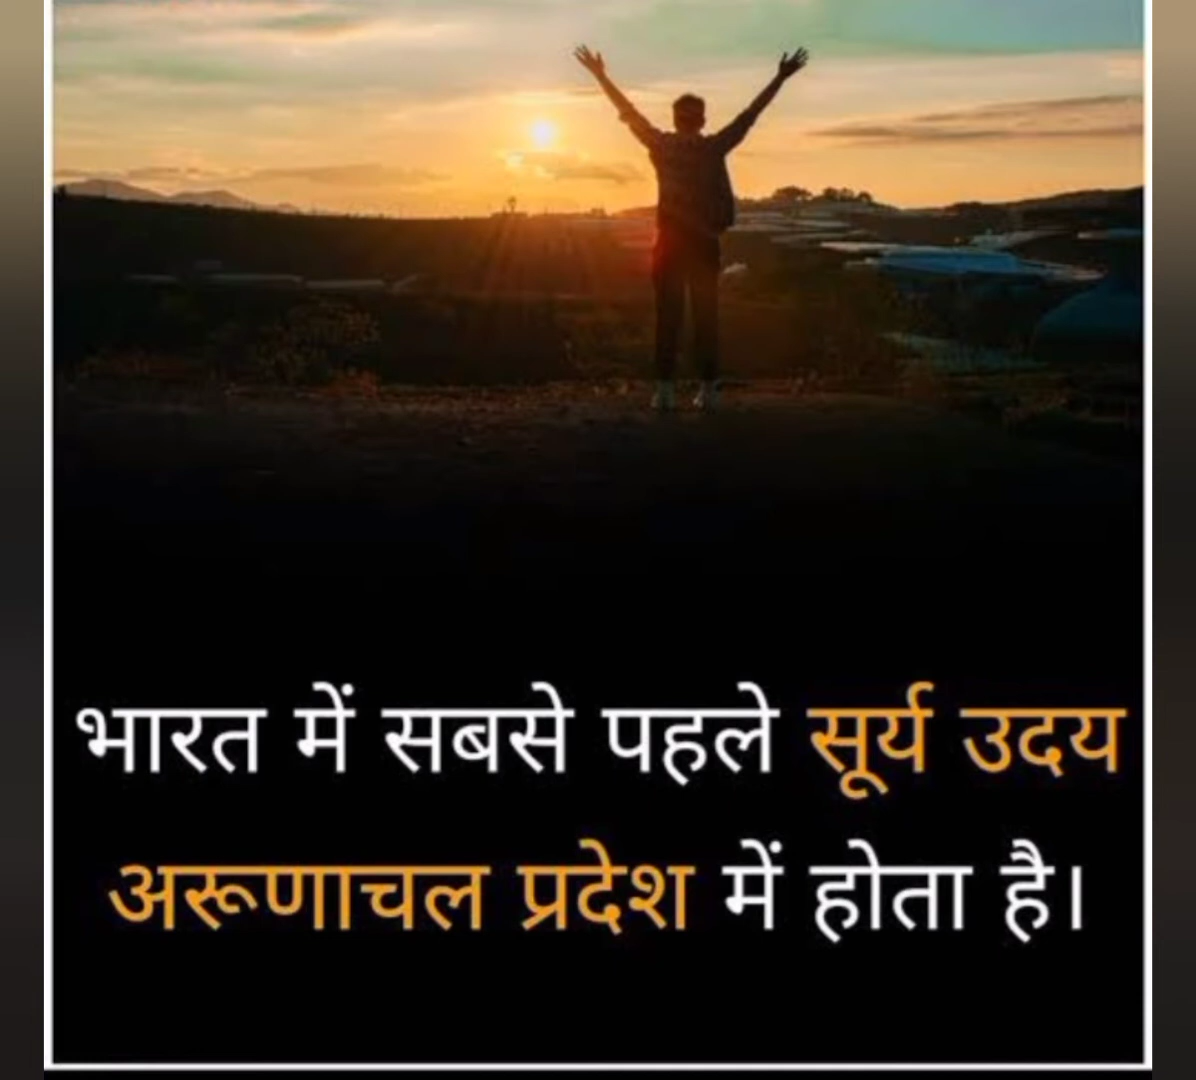 भारत में सबसे पहले सूर्य उदय
अरूणाचल प्रदेश में होता है।